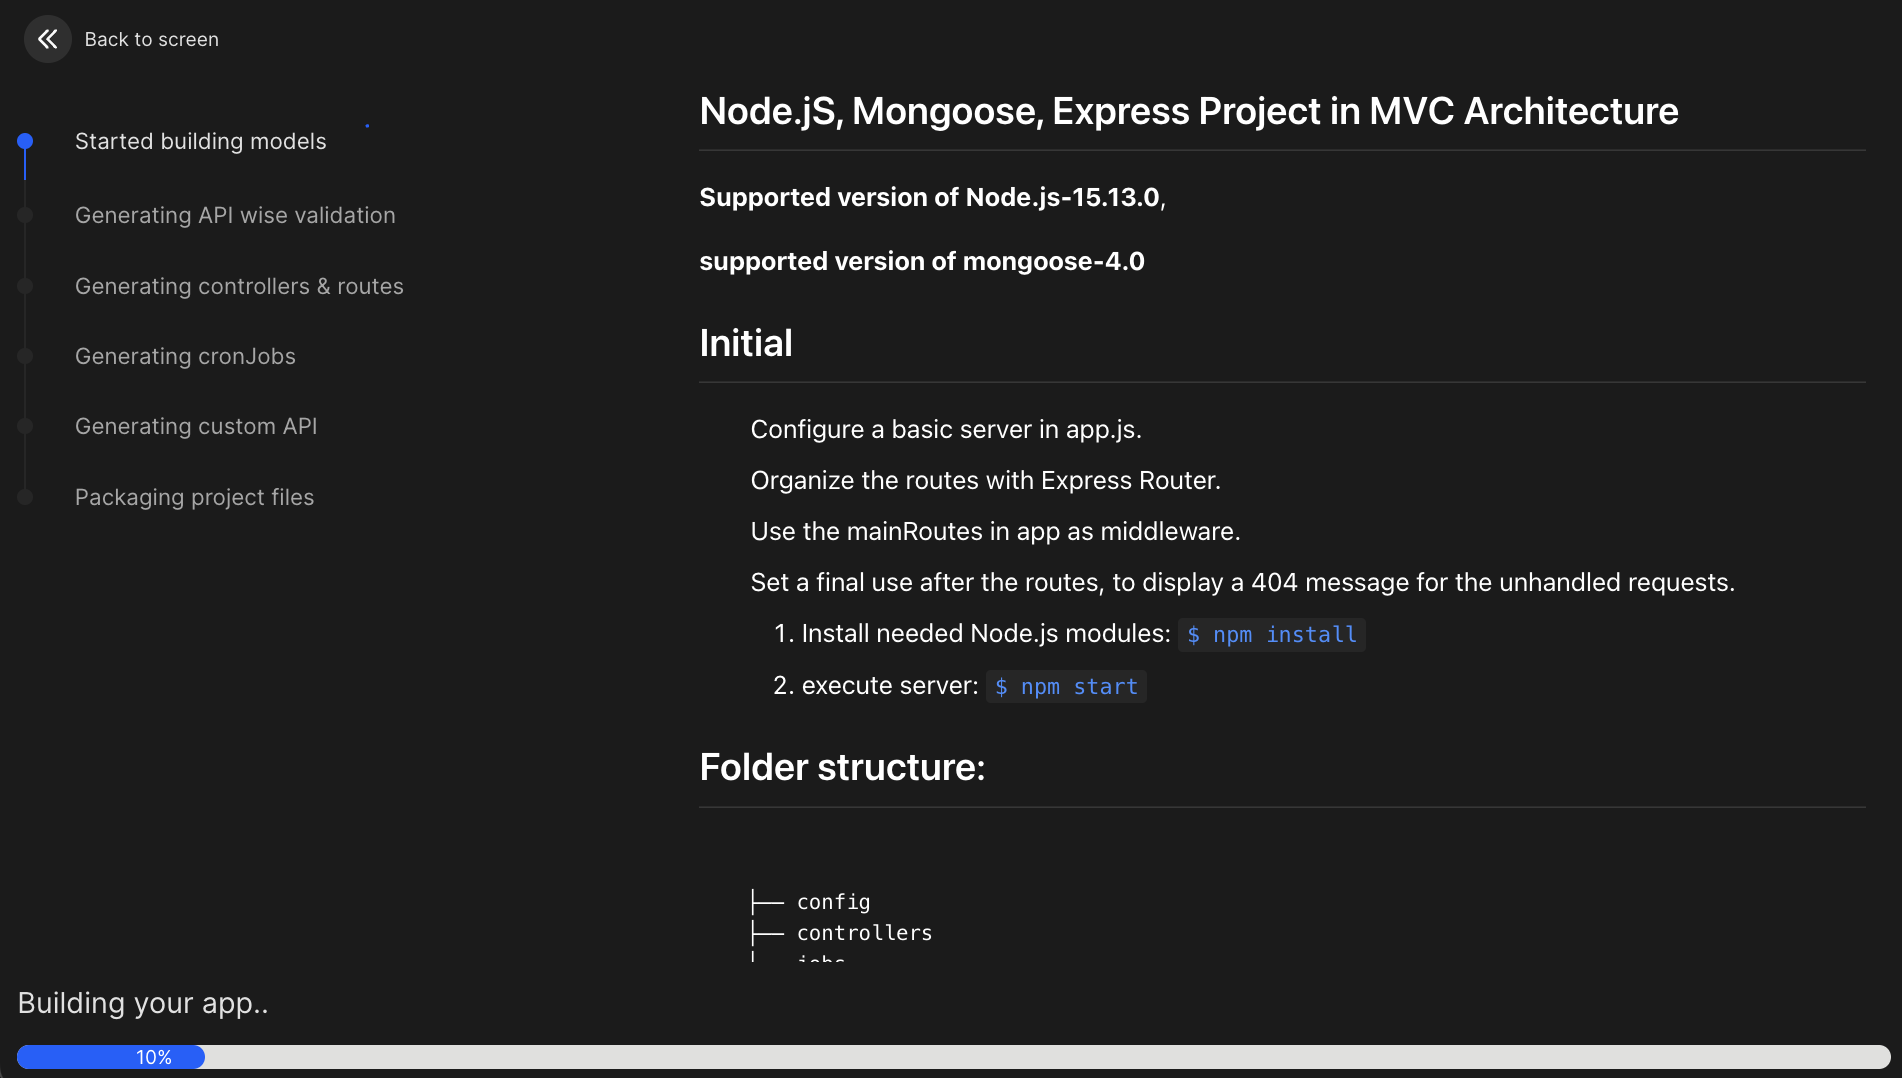 Back to screen
Started building models
Generating API wise validation
Generating controllers & routes
Generating cronJobs
Generating custom API
Packaging project files
Node.jS, Mongoose, Express Project in MVC Architecture
Supported version of Node.js-15.13.0,
supported version of mongoose-4.0
Initial
Configure a basic server in app.js.
Organize the routes with Express Router.
Use the mainRoutes in app as middleware.
Set a final use after the routes, to display a 404 message for the unhandled requests.
1. Install needed Node.js modules: $ npm install
2. execute server: $ npm start
Folder structure:
├── config
├── controllers
├── jobs
Building your app..
10%